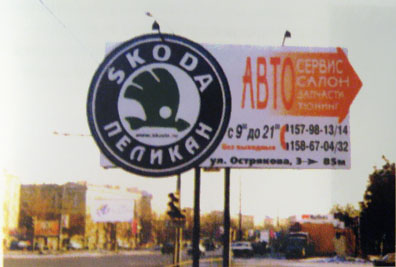 SKODA
www.skoda.ru
ПЕЛИКАН
АВТО
СЕРВИС
САЛОН
ЗАПЧАСТИ
ТЮНИНГ
с 9⁰⁰ до 21⁰⁰
без выходных
157-98-13/14
158-67-04/32
ул. Острякова, 3 → 85м